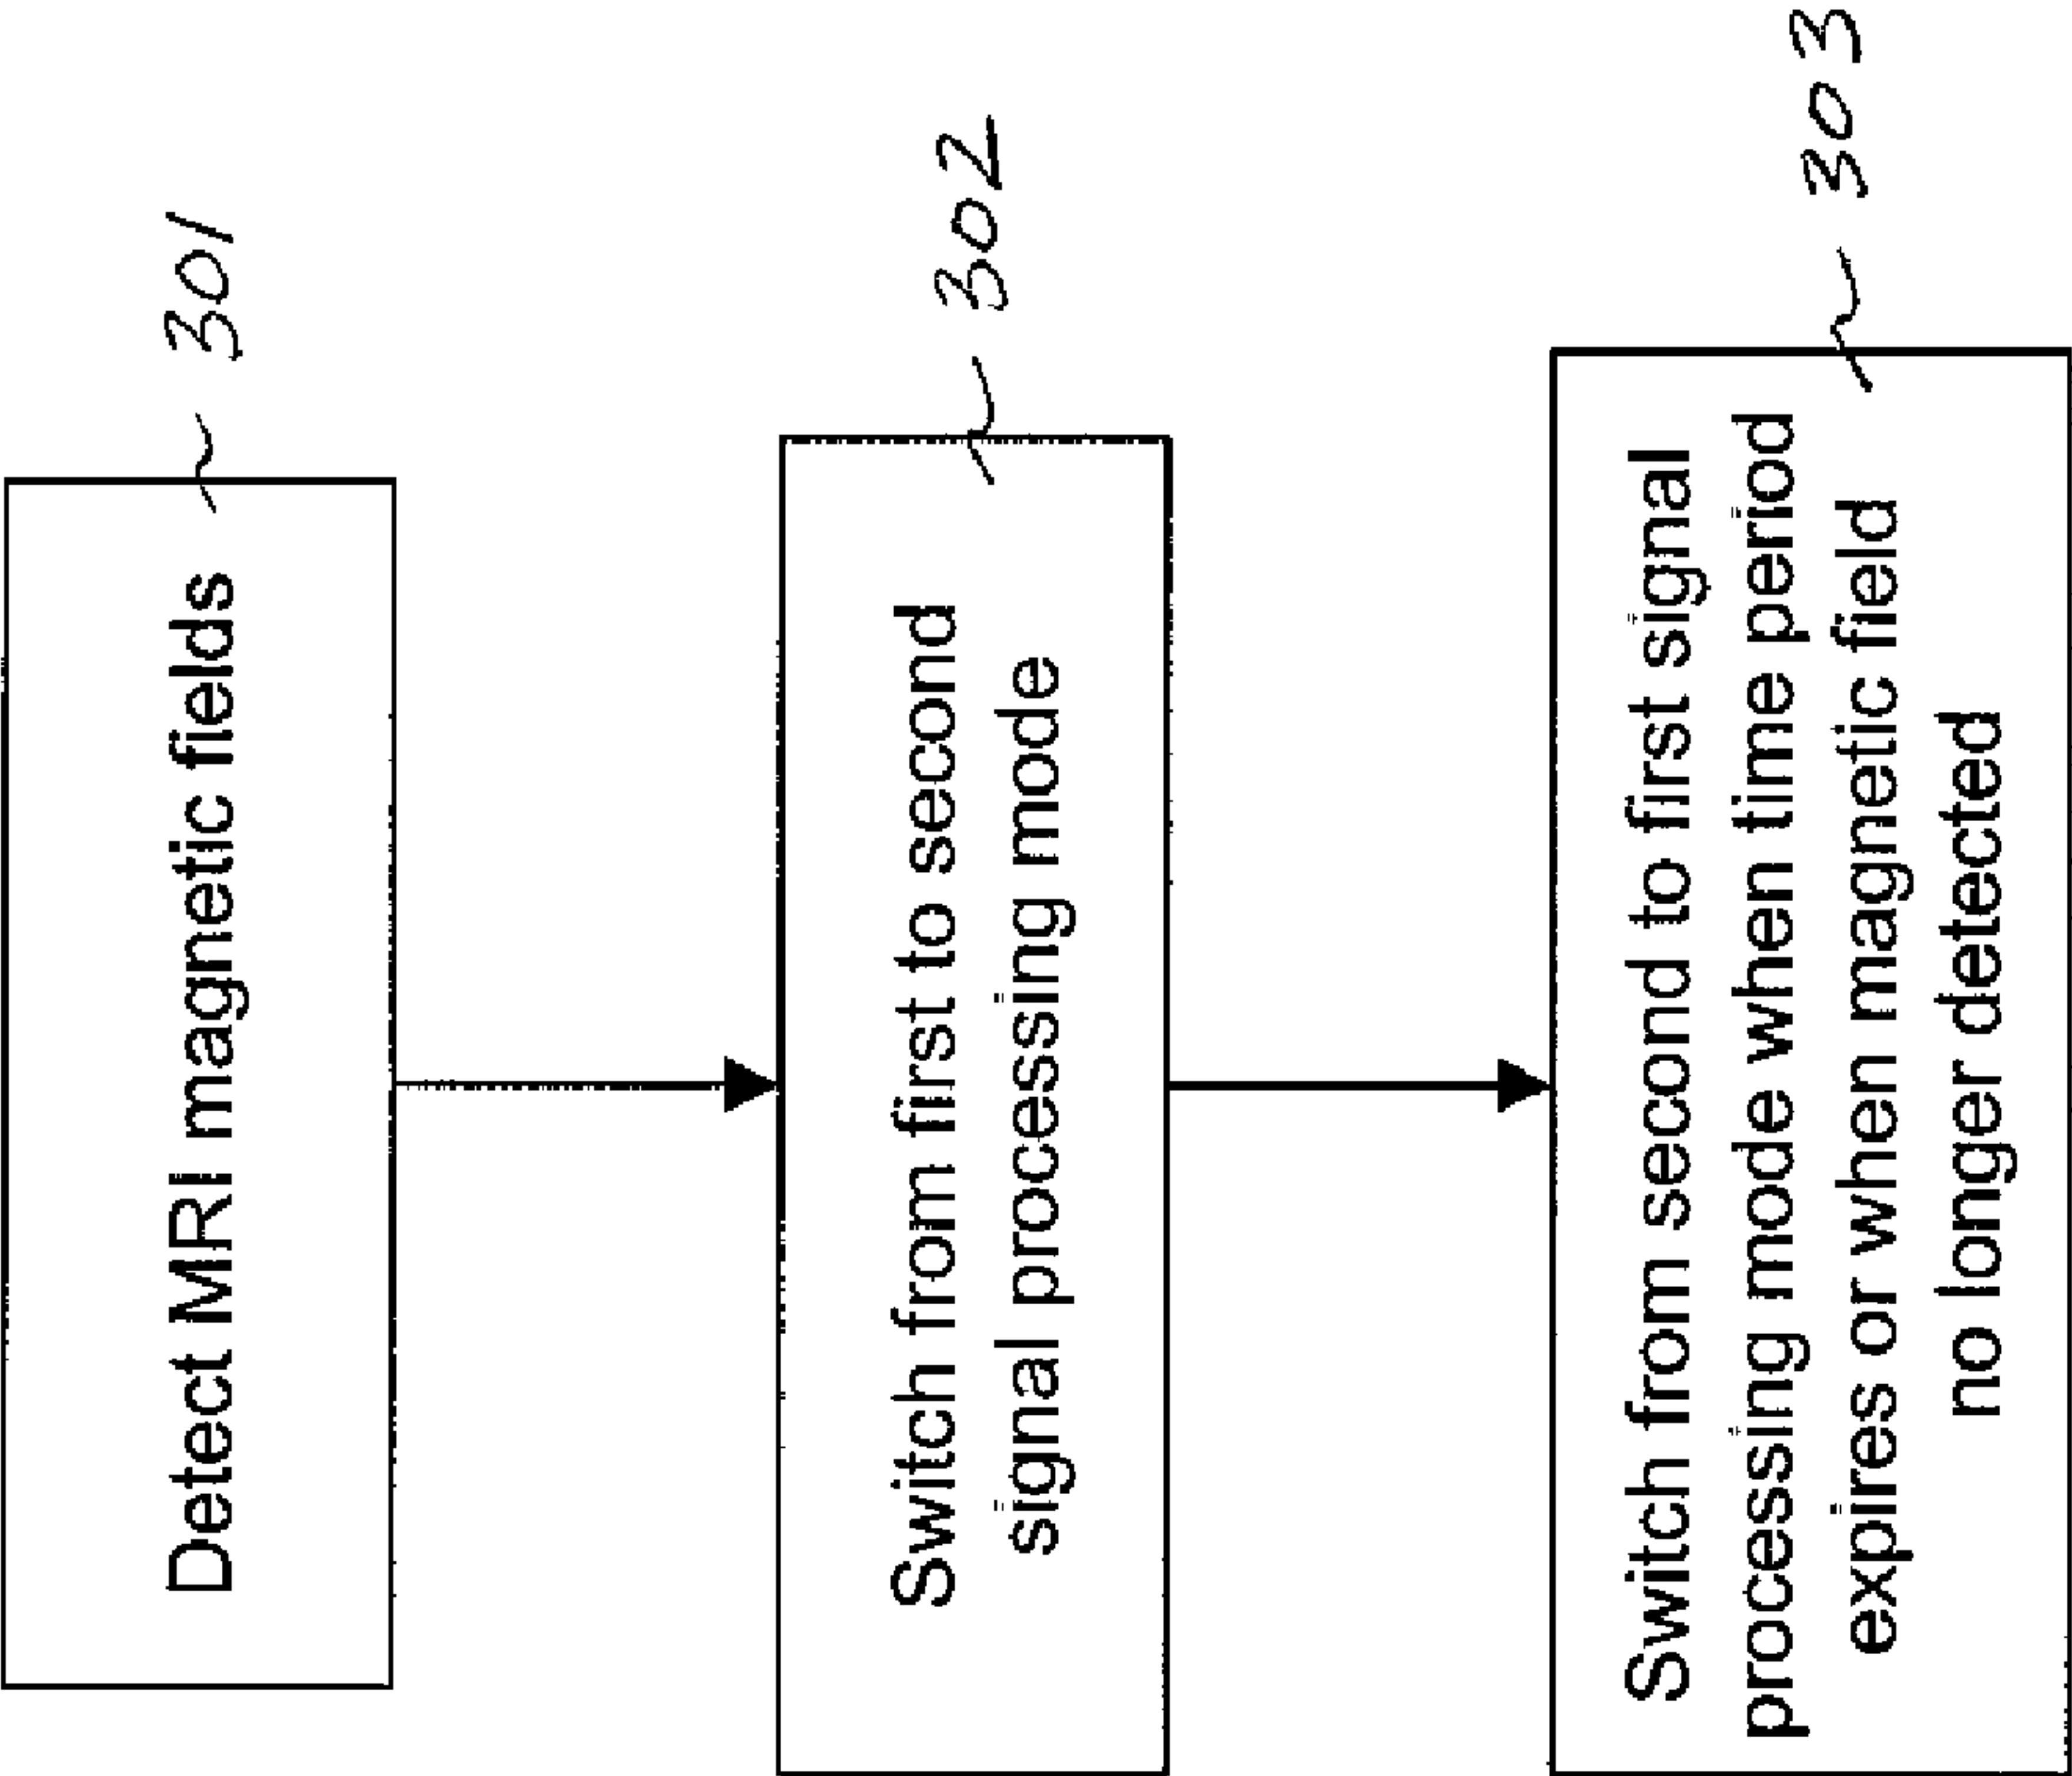 Detect MRI magnetic fields
301
Switch from first to second
signal processing mode
302
Switch from second to first signal
processing mode when time period
expires or when magnetic field
no longer detected
303